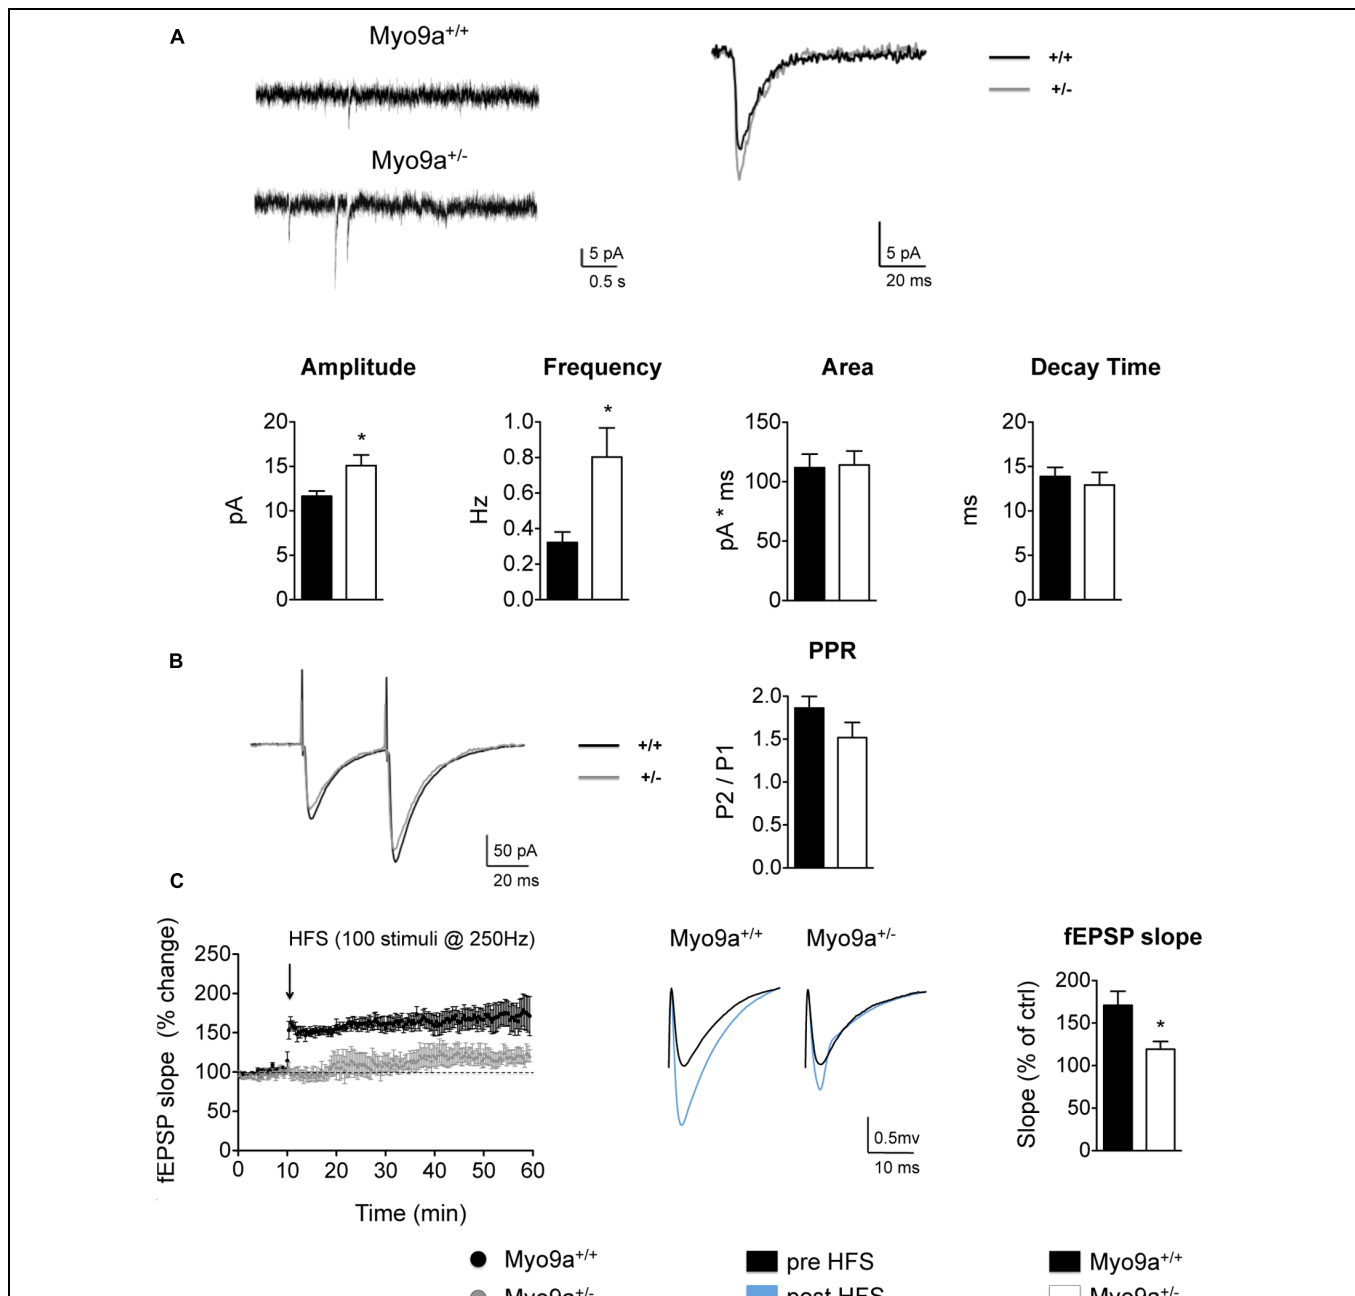 A
Myo9a+/+
+/+
+/-
Myo9a+/-
5 pA
0.5 s
5 pA
20 ms
Amplitude
Frequency
Area
Decay Time
20
15
10
5
0
pA
*
1.0
0.8
0.6
0.4
0.2
0.0
Hz
*
150
100
50
0
pA * ms
20
15
10
5
0
ms
B
PPR
+/+
+/-
50 pA
20 ms
2.0
1.5
1.0
0.5
0.0
P2 / P1
C
HFS (100 stimuli @ 250Hz)
fEPSP slope (% change)
250
200
150
100
50
0
0 10 20 30 40 50 60
Time (min)
Myo9a+/+
Myo9a+/-
0.5mv
10 ms
fEPSP slope
200
150
100
50
0
Slope (% of ctrl)
*
Myo9a+/+
Myo9a+/-
pre HFS
post HFS
Myo9a+/+
Myo9a+/-